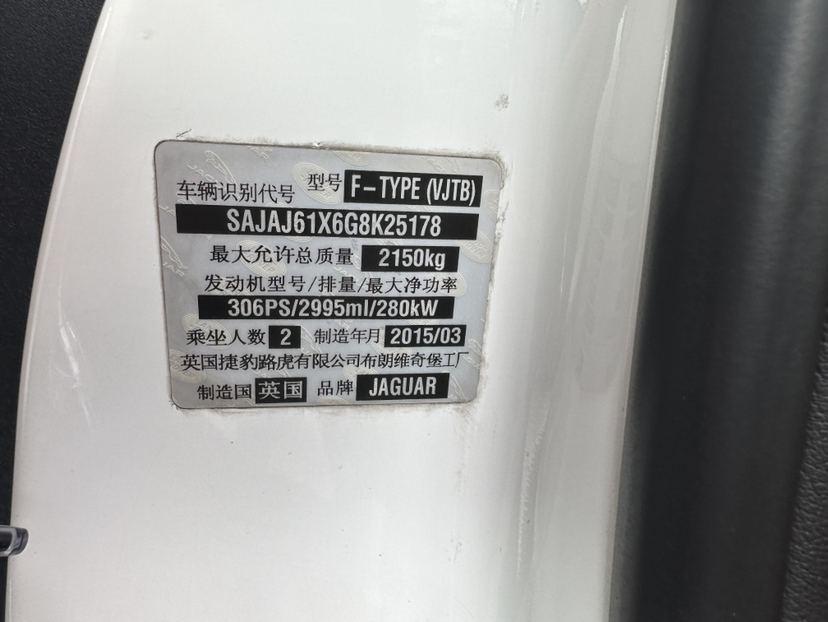 型号 F-TYPE (VJTB)
车辆识别代号
SAJAJ61X6G8K25178
最大允许总质量 2150kg
发动机型号/排量/最大净功率
306PS/2995ml/280kW
乘坐人数 2 制造年月 2015/03
英国捷豹路虎有限公司布朗维奇堡工厂
制造国 英国 品牌 JAGUAR